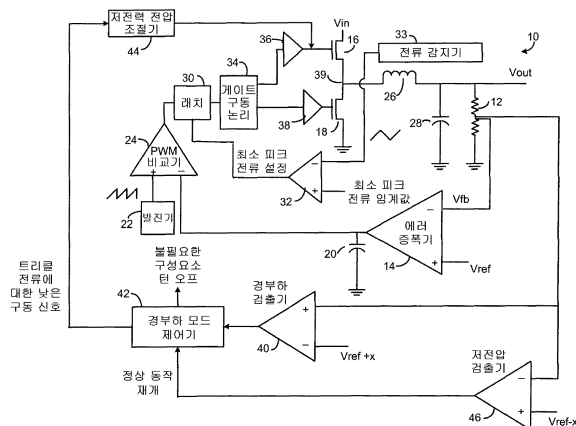 저전력 전압
조절기
44
Vin
33
전류 감지기
10
36
16
34
30
래치
게이트
구동
논리
39
26
Vout
12
28
24
PWM
비교기
+ −
38
18
최소 피크
전류 설정
−
+
32
최소 피크
전류 임계값
22
발진기
Vfb
에러
증폭기
−
+
14
Vref
20
트리클
전류에
대한 낮은
구동 신호
불필요한
구성요소
턴 오프
42
경부하 모드
제어기
경부하
검출기
+
−
40
Vref +x
정상 동작
재개
저전압
검출기
−
+
46
Vref-x